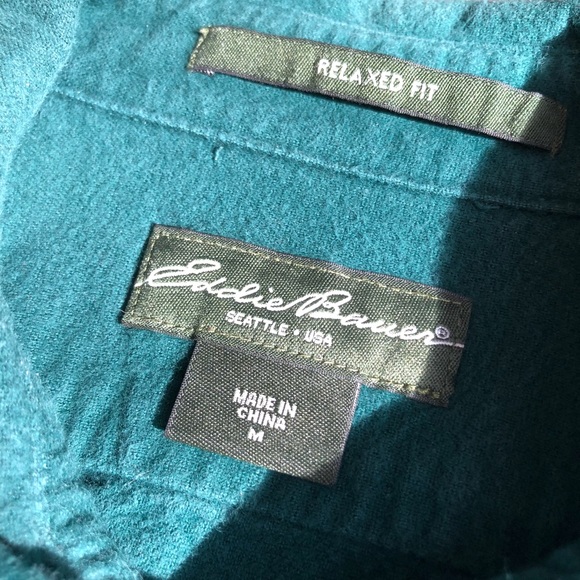 RELAXED FIT
Eddie Bauer®
SEATTLE • USA
MADE IN
CHINA
M